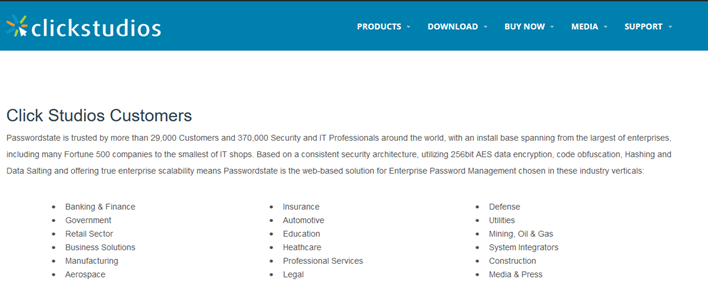 clickstudios
PRODUCTS DOWNLOAD BUY NOW MEDIA SUPPORT
Click Studios Customers
Passwordstate is trusted by more than 29,000 Customers and 370,000 Security and IT Professionals around the world, with an install base spanning from the largest of enterprises,
including many Fortune 500 companies to the smallest of IT shops. Based on a consistent security architecture, utilizing 256bit AES data encryption, code obfuscation, Hashing and
Data Salting and offering true enterprise scalability means Passwordstate is the web-based solution for Enterprise Password Management chosen in these industry verticals:
• Banking & Finance
• Government
• Retail Sector
• Business Solutions
• Manufacturing
• Aerospace
• Insurance
• Automotive
• Education
• Heathcare
• Professional Services
• Legal
• Defense
• Utilities
• Mining, Oil & Gas
• System Integrators
• Construction
• Media & Press